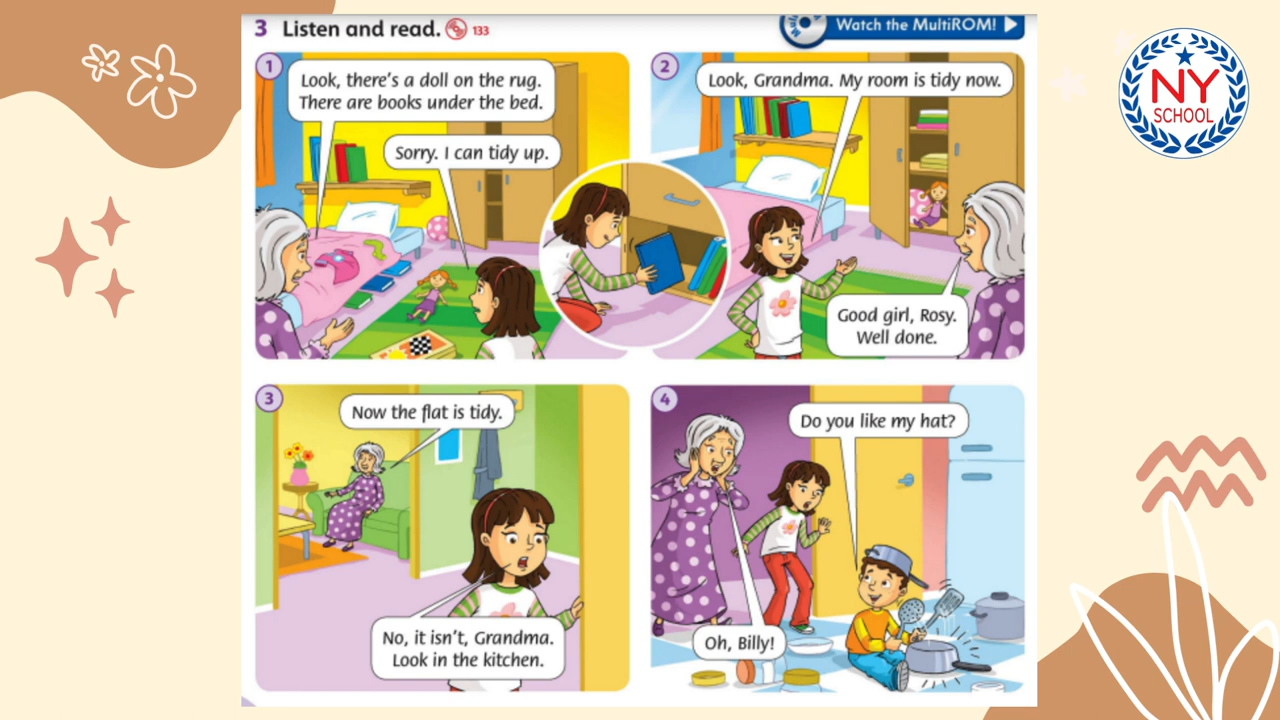 3 Listen and read. 133
Watch the MultiROM!
NY
SCHOOL
1
Look, there's a doll on the rug.
There are books under the bed.
Sorry. I can tidy up.
2
Look, Grandma. My room is tidy now.
Good girl, Rosy.
Well done.
3
Now the flat is tidy.
No, it isn't, Grandma.
Look in the kitchen.
4
Do you like my hat?
Oh, Billy!